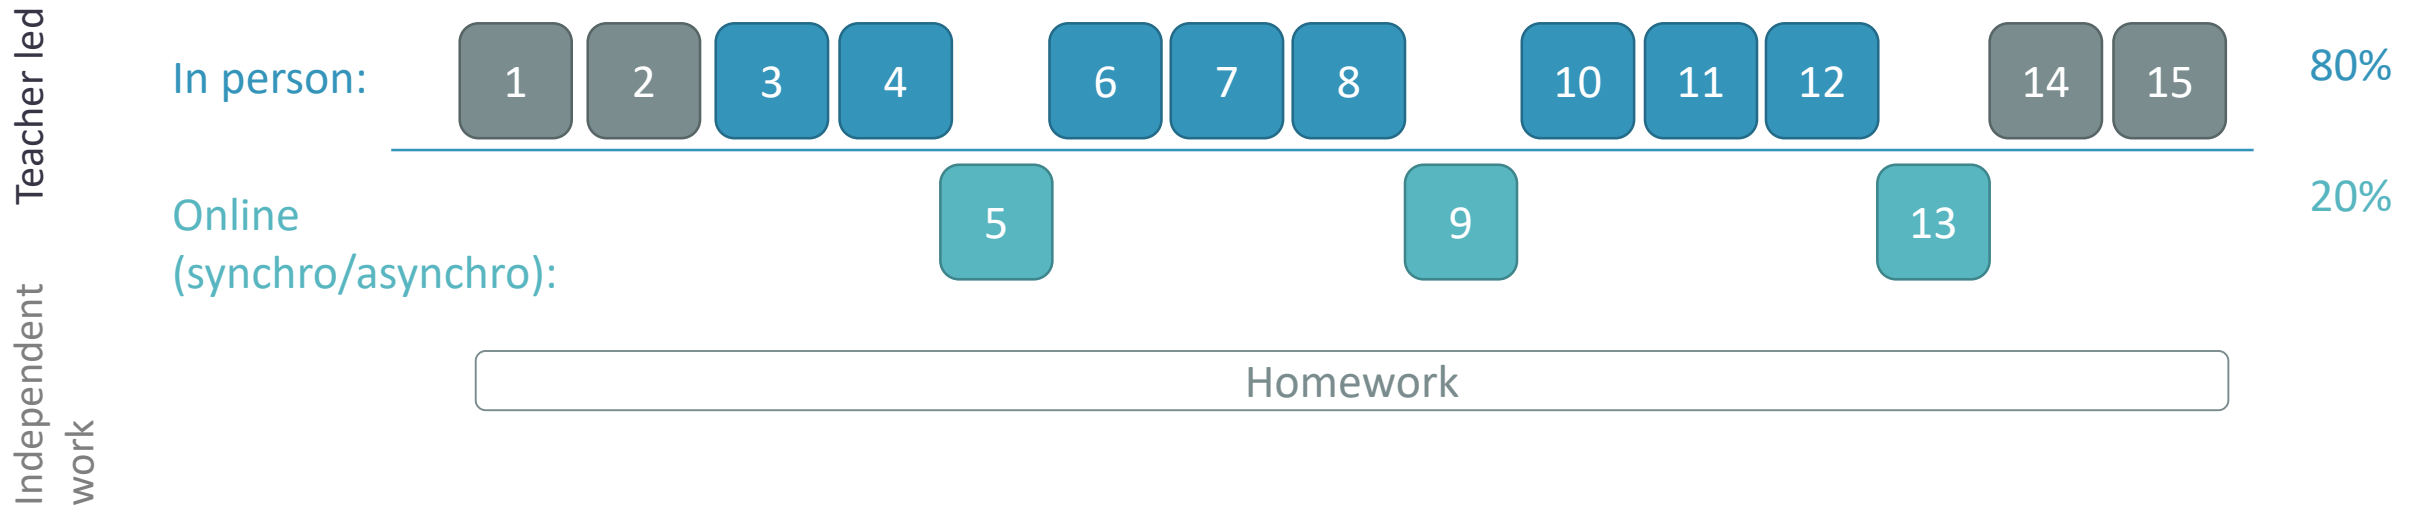 Teacher led
In person:
1 2 3 4 6 7 8 10 11 12 14 15
80%
Online
(synchro/asynchro):
5 9 13
20%
Independent
work
Homework